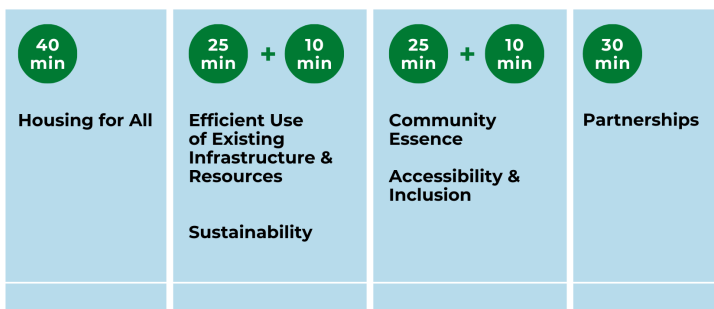 40
min
Housing for All
25
min
+
10
min
Efficient Use
of Existing
Infrastructure &
Resources
Sustainability
25
min
+
10
min
Community
Essence
Accessibility &
Inclusion
30
min
Partnerships